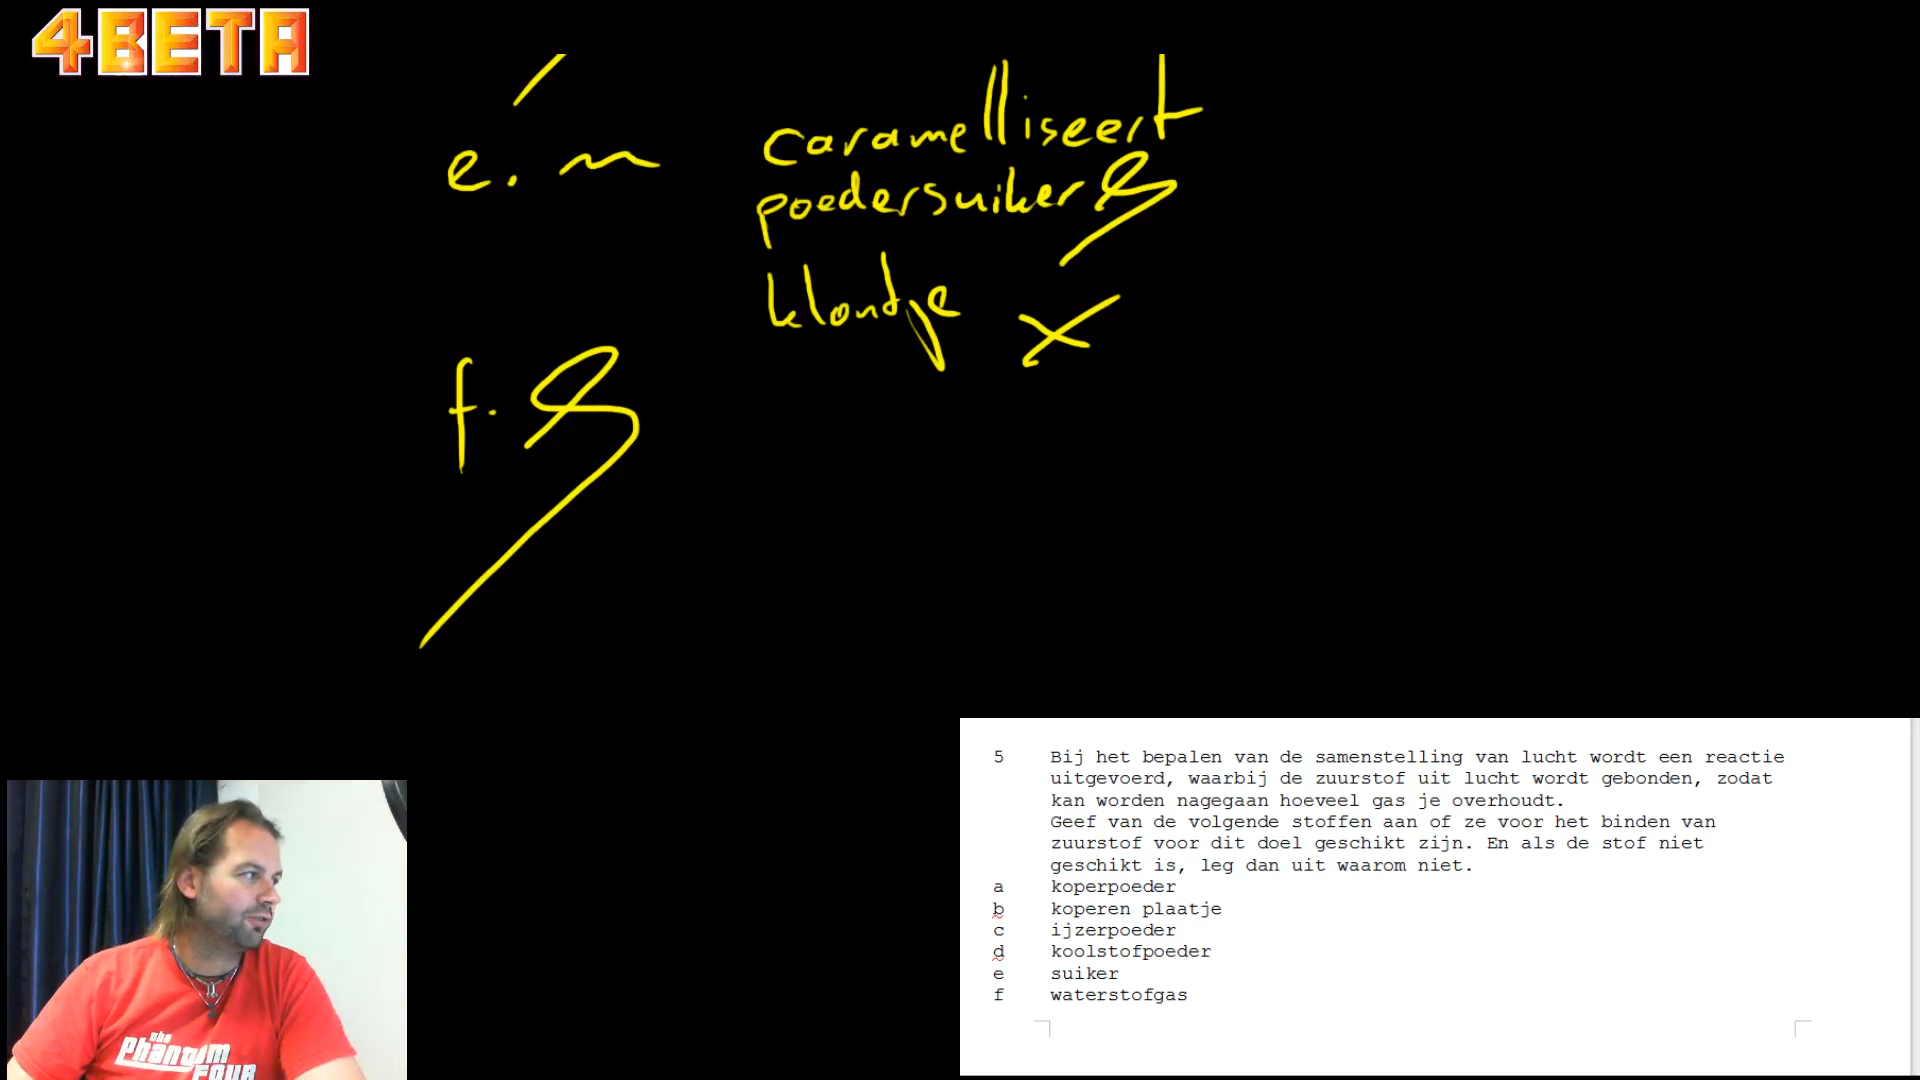 4BETA
e. ~ caramelliseert
poedersuiker
klontje x
f.
5 Bij het bepalen van de samenstelling van lucht wordt een reactie
uitgevoerd, waarbij de zuurstof uit lucht wordt gebonden, zodat
kan worden nagegaan hoeveel gas je overhoudt.
Geef van de volgende stoffen aan of ze voor het binden van
zuurstof voor dit doel geschikt zijn. En als de stof niet
geschikt is, leg dan uit waarom niet.
a koperpoeder
b koperen plaatje
c ijzerpoeder
d koolstofpoeder
e suiker
f waterstofgas
the
Phantom
FOUR